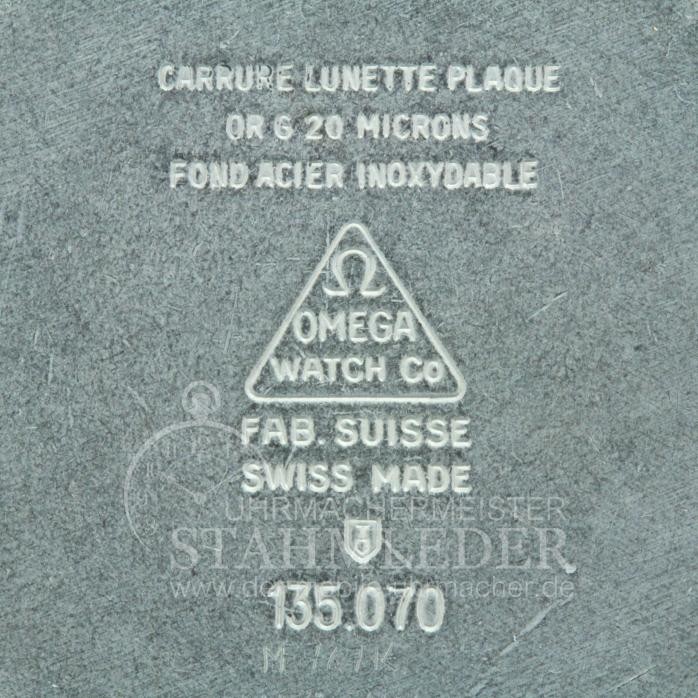 CARRURE LUNETTE PLAQUE
OR G 20 MICRONS
FOND ACIER INOXYDABLE
Ω
OMEGA
WATCH Co
FAB. SUISSE
SWISS MADE
UHRMACHERMEISTER
STAHNLEDER
135.070